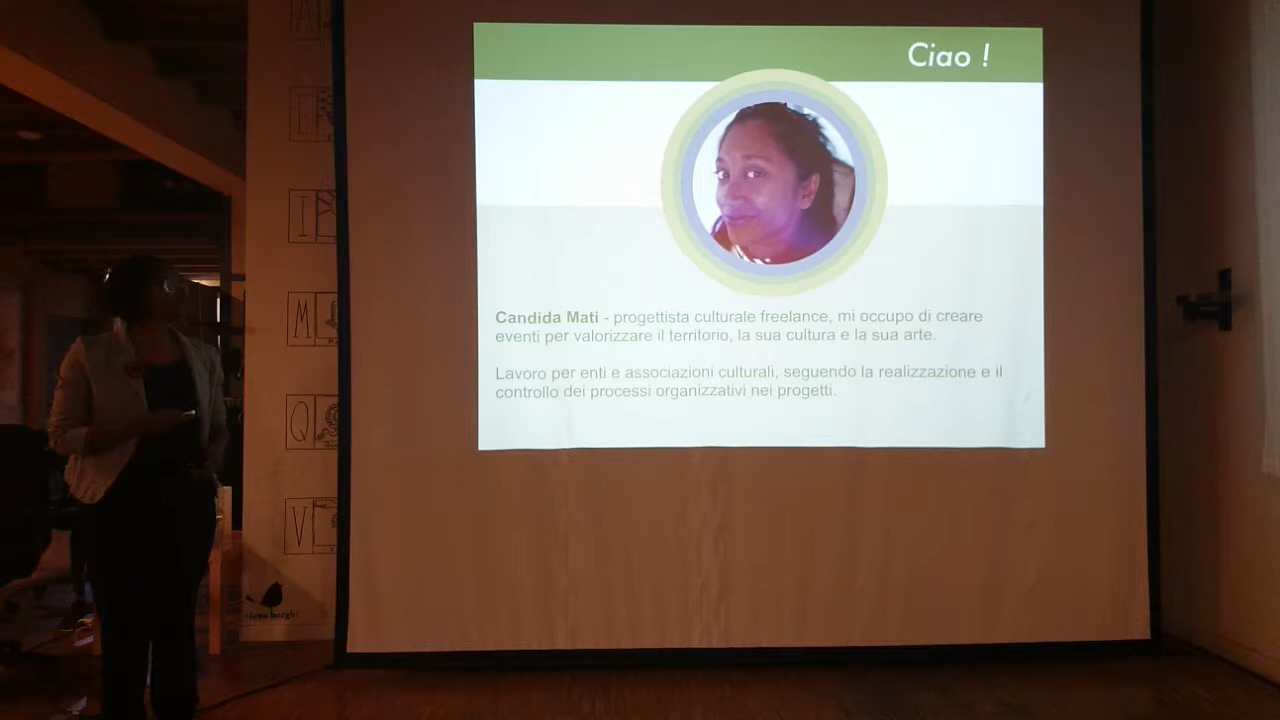 Ciao !
Candida Mati - progettista culturale freelance, mi occupo di creare
eventi per valorizzare il territorio, la sua cultura e la sua arte.
Lavoro per enti e associazioni culturali, seguendo la realizzazione e il
controllo dei processi organizzativi nei progetti.
I
M
Q
V